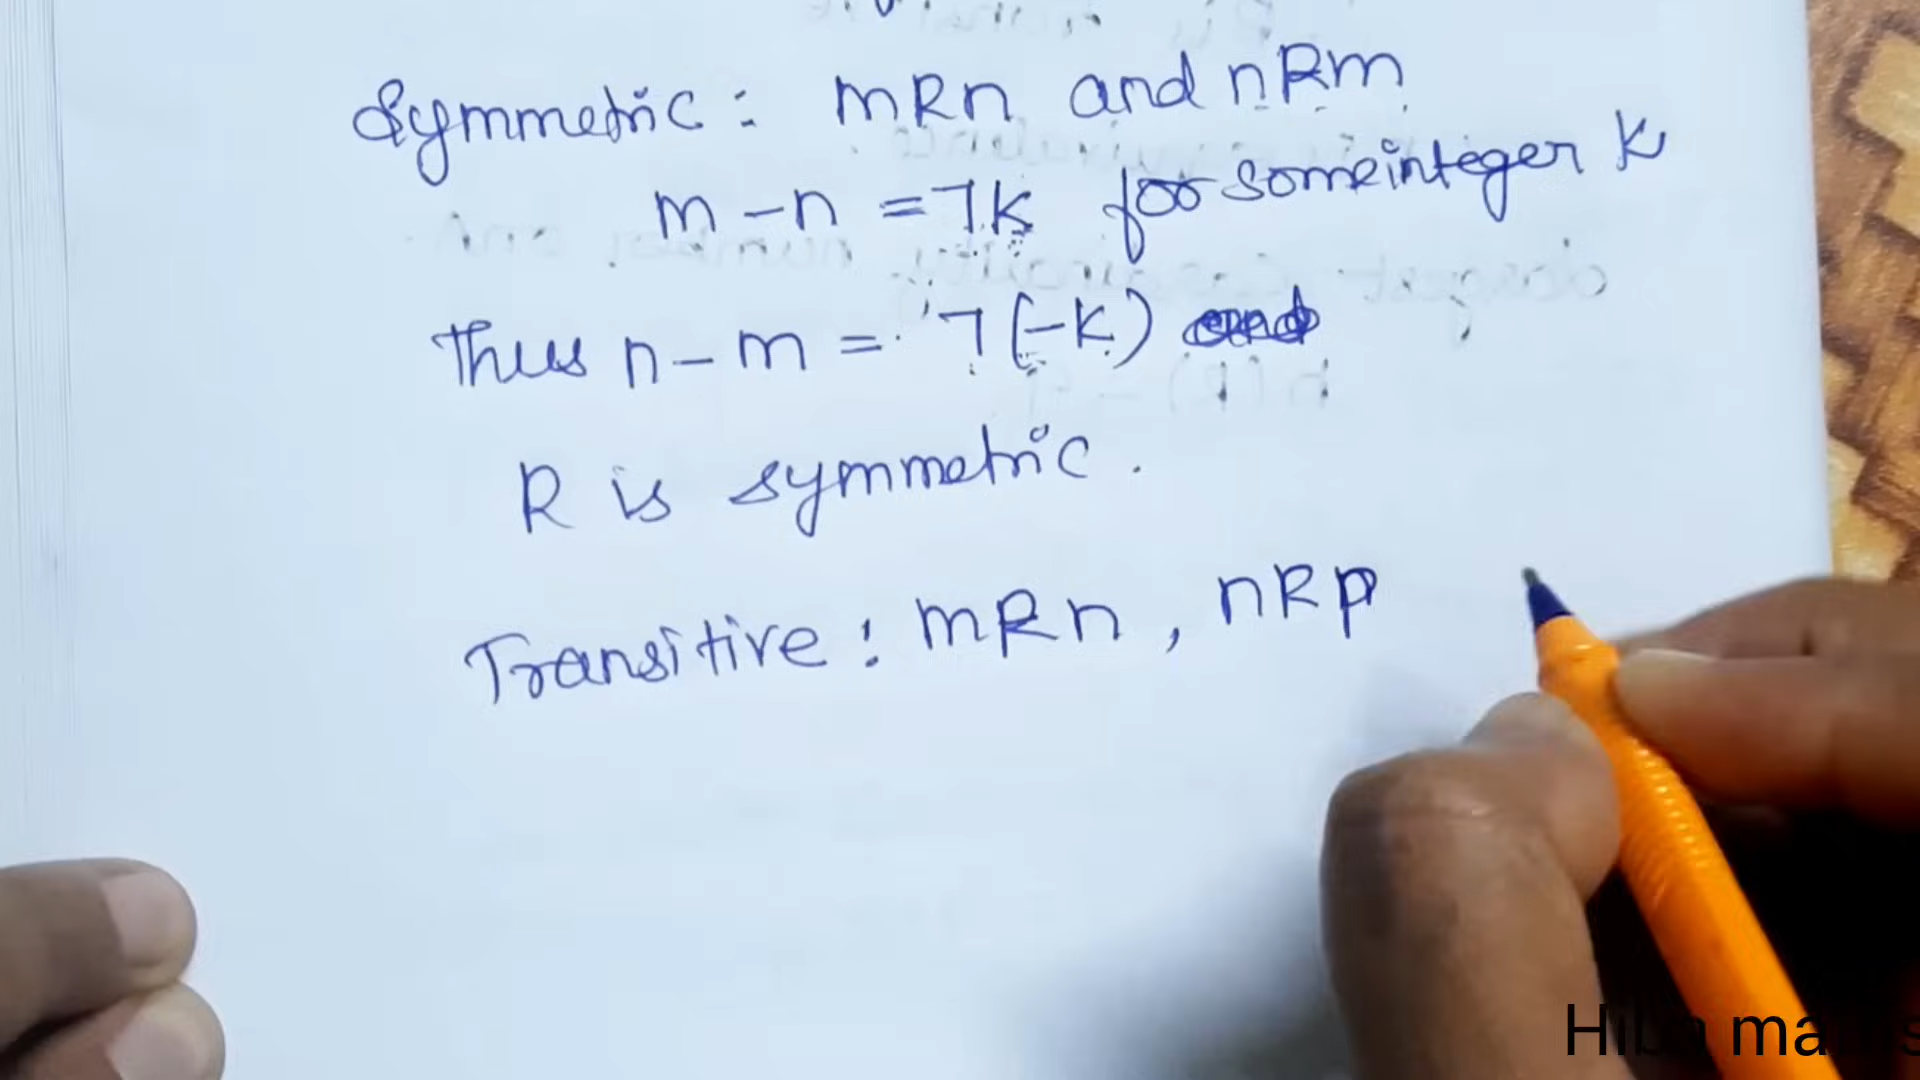 Symmetric : mRn and nRm
m - n = 7k for some integer k
Thus n - m = 7(-k)
R is symmetric.
Transitive : mRn , nRp